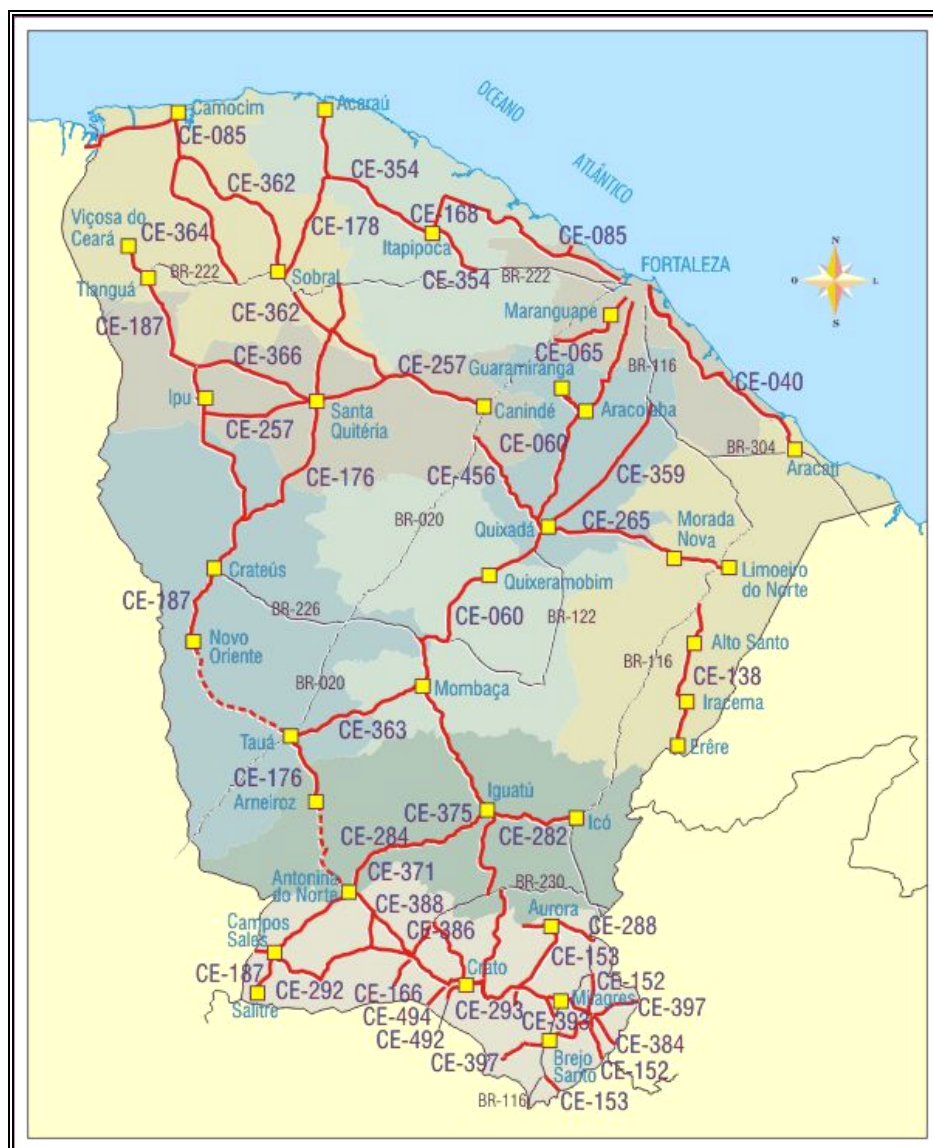 OCEANO
ATLÂNTICO
Camocim
Acaraú
CE-085
CE-354
CE-362
CE-168
Viçosa do
Ceará
CE-364
CE-178
Itapipoca
CE-085
N
O
L
S
BR-222
Sobral
CE-354
BR-222
FORTALEZA
Tianguá
Maranguape
CE-187
CE-362
CE-065
CE-366
CE-257
Guaramiranga
BR-116
CE-040
Ipu
Santa
Quitéria
Canindé
Aracoiaba
CE-257
CE-060
BR-304
Aracati
CE-176
CE-456
CE-359
BR-020
Quixadá
CE-265
Morada
Nova
Crateús
Quixeramobim
Limoeiro
do Norte
CE-187
BR-226
CE-060
BR-122
Novo
Oriente
BR-020
BR-116
Alto Santo
CE-138
Mombaça
Iracema
Tauá
CE-363
Erêre
CE-176
Arneiroz
Iguatú
CE-375
Icó
CE-284
CE-282
CE-371
Antonina
do Norte
BR-230
CE-388
Aurora
Campos
Sales
CE-386
CE-288
CE-153
CE-187
Crato
CE-152
CE-292
CE-166
Milagres
CE-397
Salitre
CE-293
CE-494
CE-393
CE-492
CE-384
CE-397
Brejo
Santo
CE-152
BR-116
CE-153